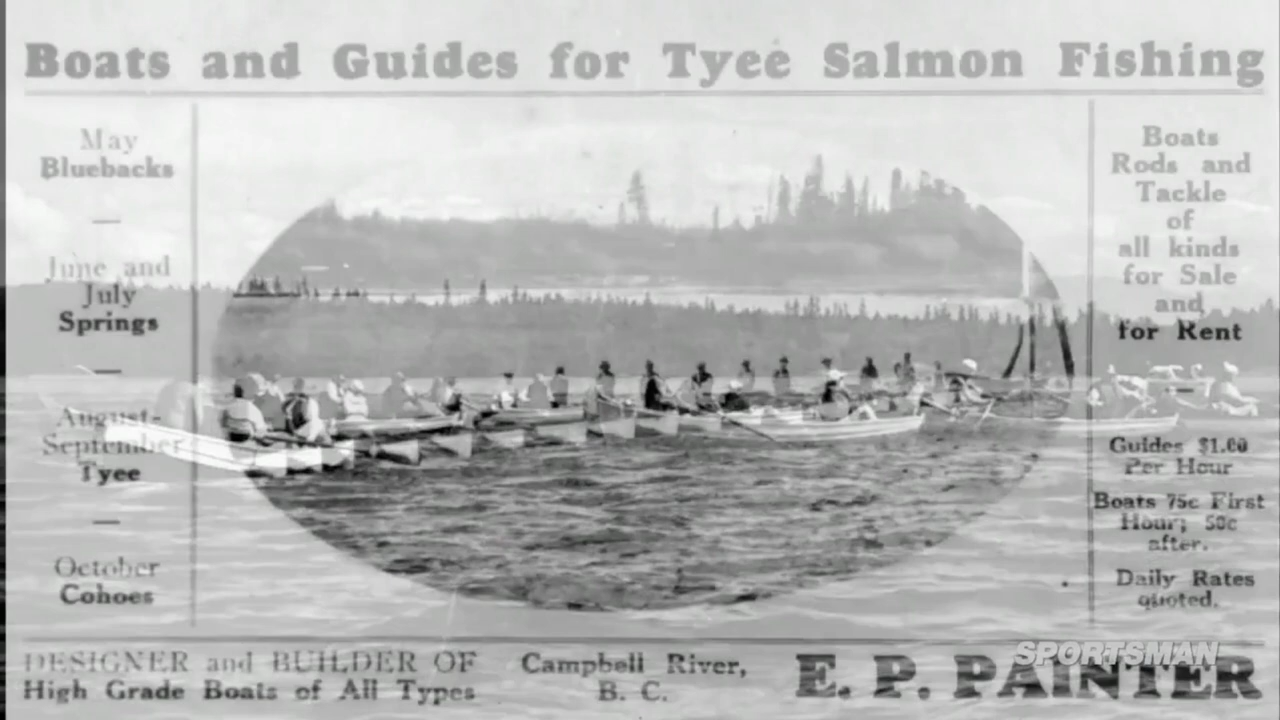 Boats and Guides for Tyee Salmon Fishing
May
Bluebacks
June and
July
Springs
August-
September
Tyee
October
Cohoes
Boats
Rods and
Tackle
of
all kinds
for Sale
and
for Rent
Guides $1.00
Per Hour
Boats 75c First
Hour; 50c
after.
Daily Rates
quoted.
DESIGNER and BUILDER OF
High Grade Boats of All Types
Campbell River,
B. C.
E. P. PAINTER
SPORTSMAN